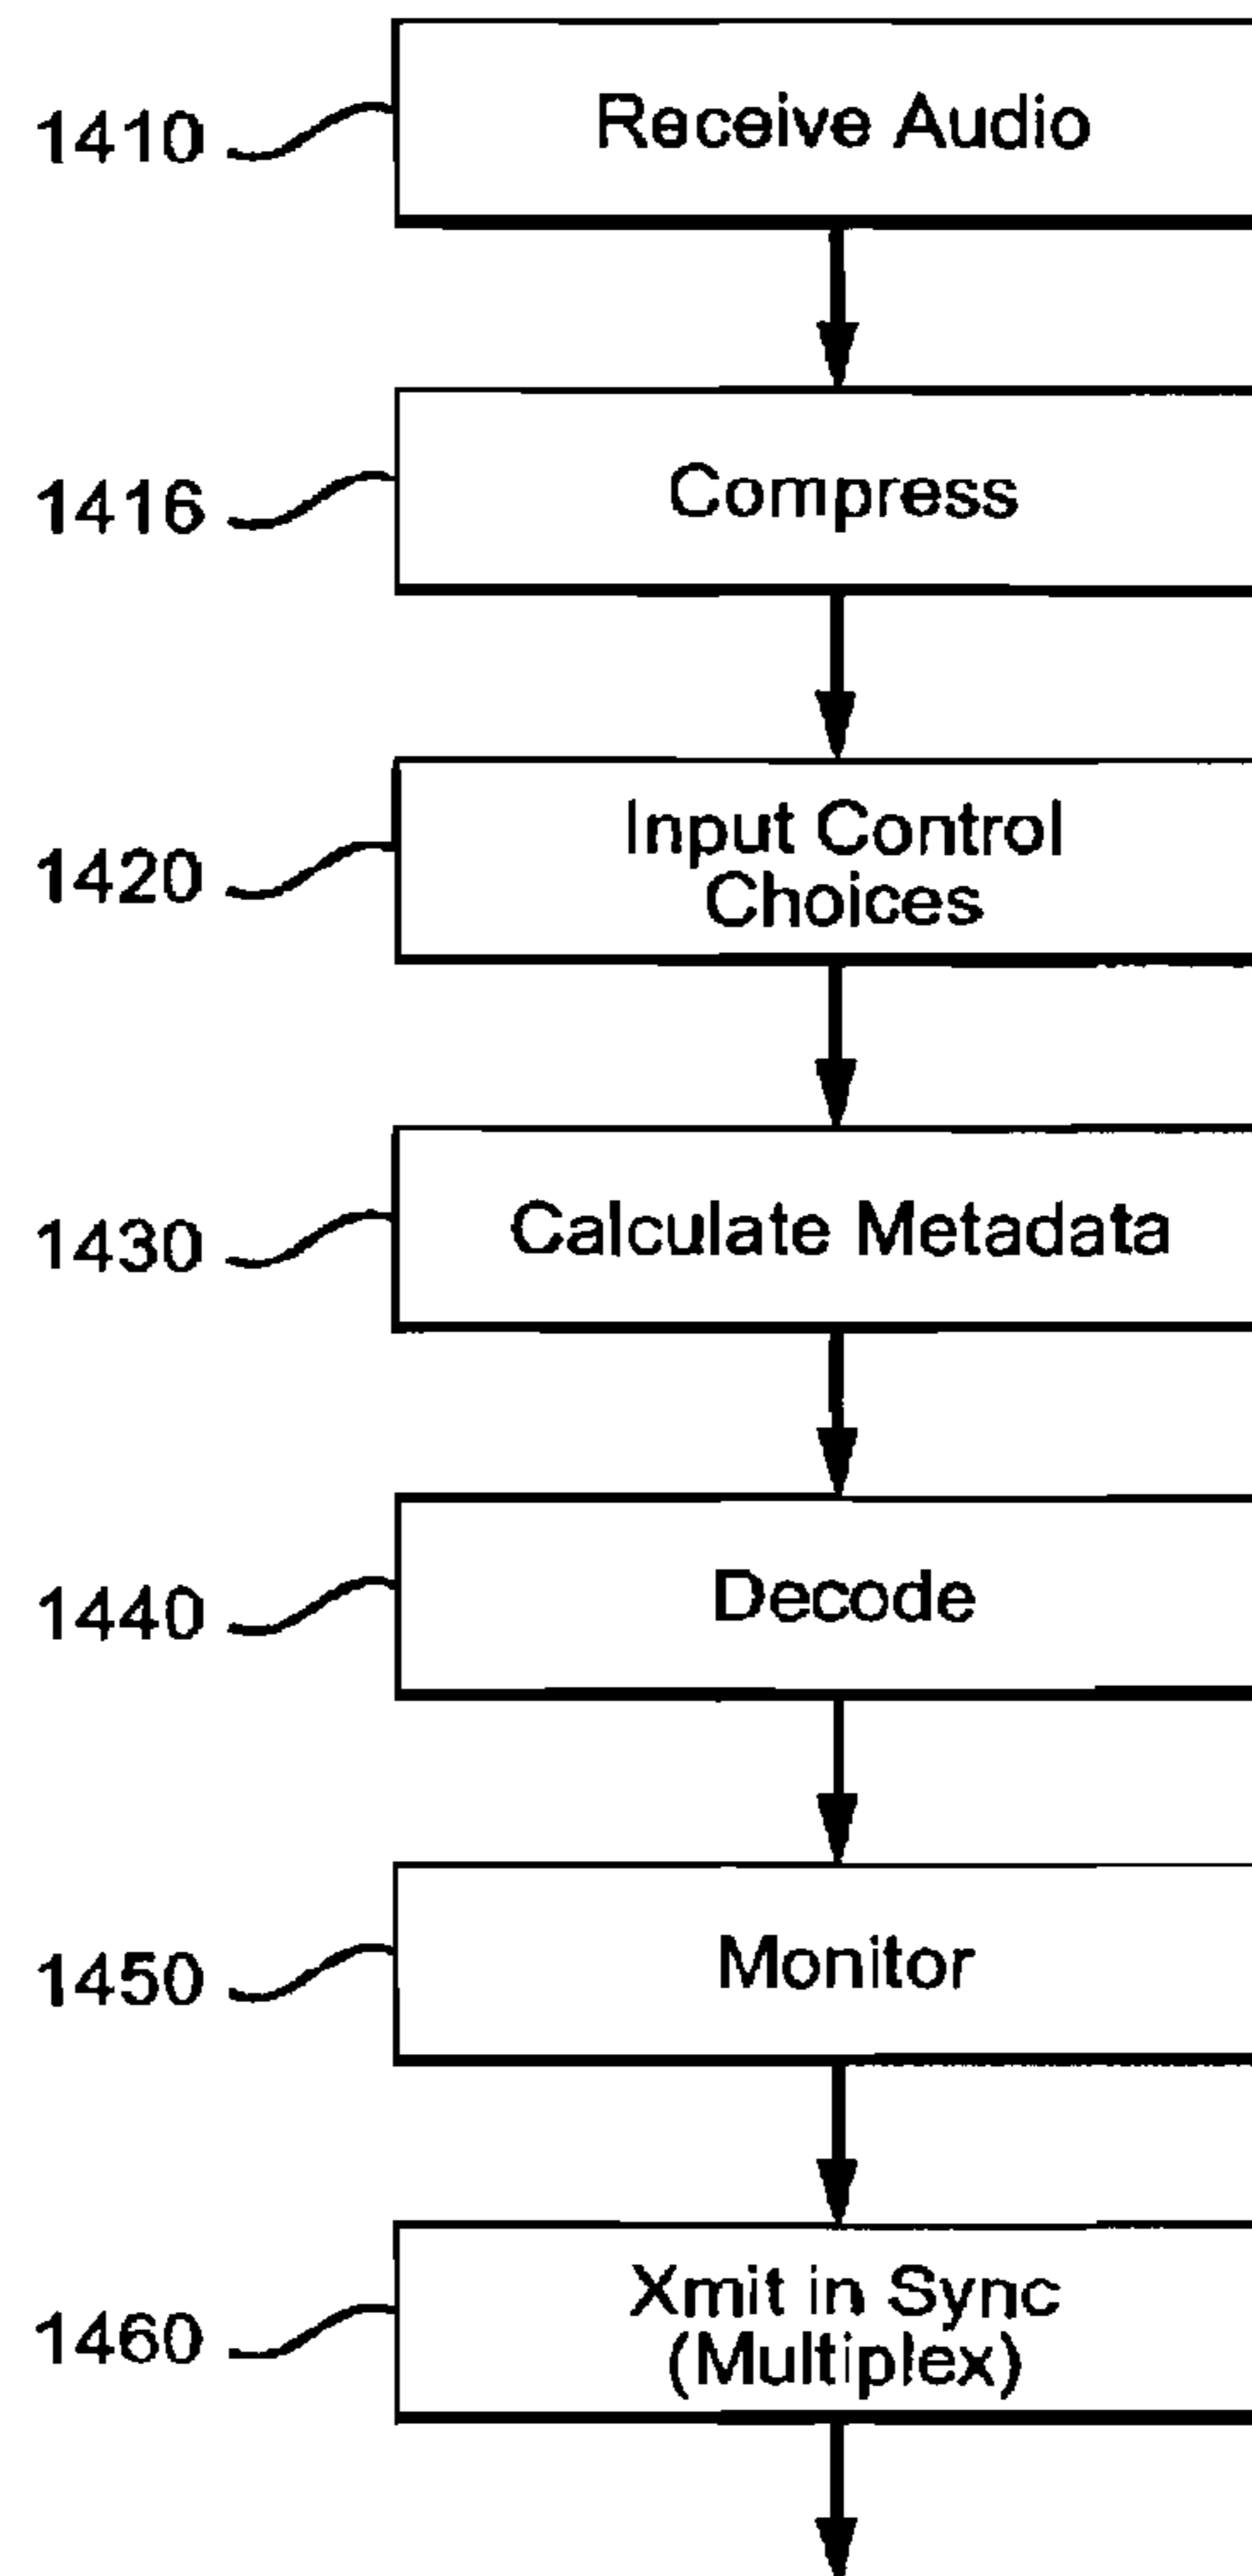 1410
Receive Audio
1416
Compress
1420
Input Control
Choices
1430
Calculate Metadata
1440
Decode
1450
Monitor
1460
Xmit in Sync
(Multiplex)